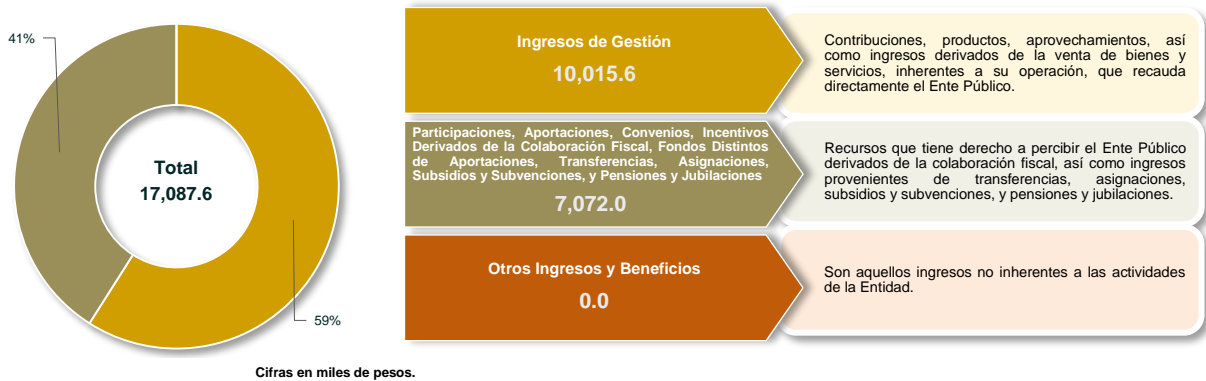 41%
Total
17,087.6
59%
Ingresos de Gestión
10,015.6
Contribuciones, productos, aprovechamientos, así
como ingresos derivados de la venta de bienes y
servicios, inherentes a su operación, que recauda
directamente el Ente Público.
Participaciones, Aportaciones, Convenios, Incentivos
Derivados de la Colaboración Fiscal, Fondos Distintos
de Aportaciones, Transferencias, Asignaciones,
Subsidios y Subvenciones, y Pensiones y Jubilaciones
7,072.0
Recursos que tiene derecho a percibir el Ente Público
derivados de la colaboración fiscal, así como ingresos
provenientes de transferencias, asignaciones,
subsidios y subvenciones, y pensiones y jubilaciones.
Otros Ingresos y Beneficios
0.0
Son aquellos ingresos no inherentes a las actividades
de la Entidad.
Cifras en miles de pesos.